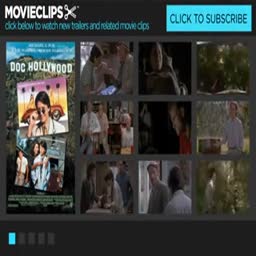 MOVIECLIPS
click below to watch new trailers and related movie clips
CLICK TO SUBSCRIBE
DOC HOLLYWOOD